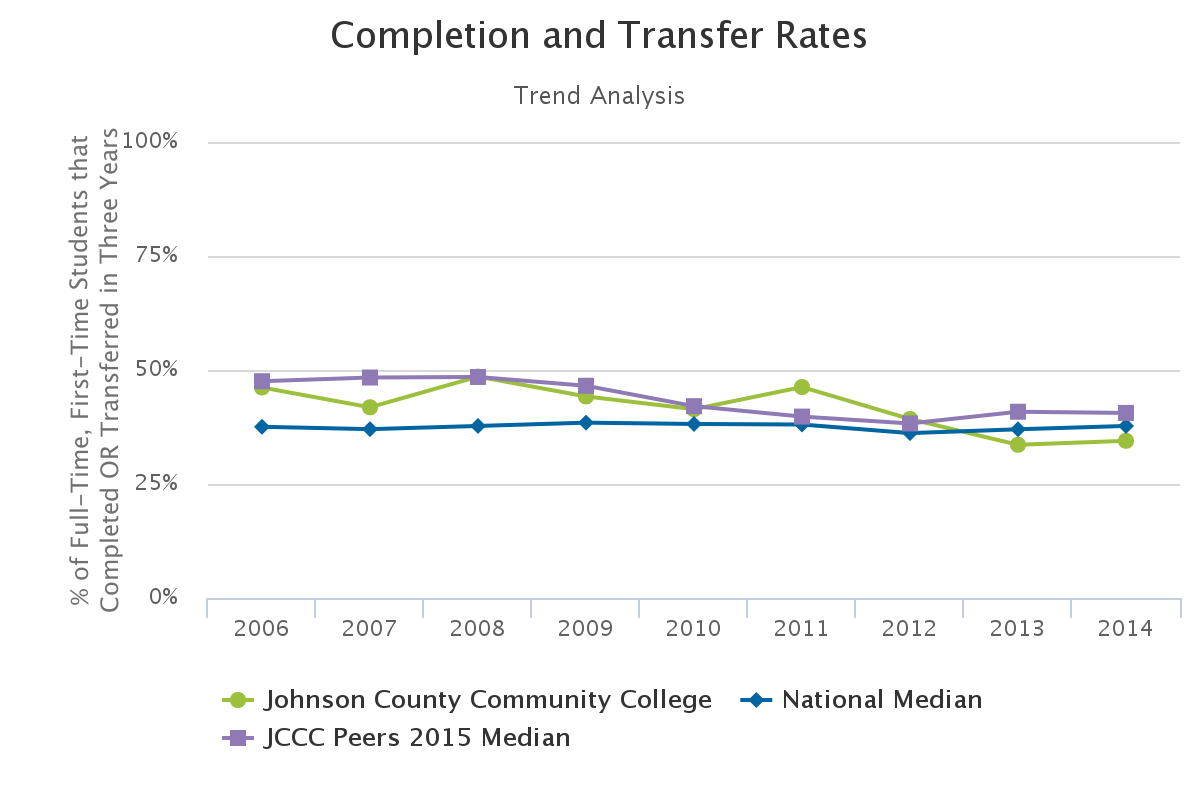 Completion and Transfer Rates
Trend Analysis
% of Full-Time, First-Time Students that
Completed OR Transferred in Three Years
100%
75%
50%
25%
0%
2006 2007 2008 2009 2010 2011 2012 2013 2014
Johnson County Community College National Median
JCCC Peers 2015 Median